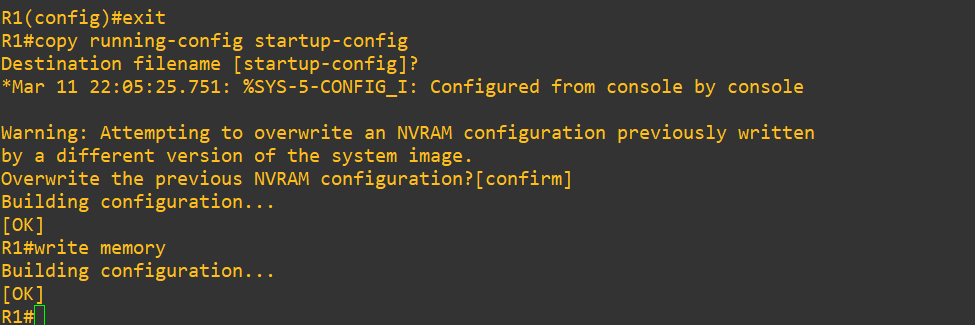 R1(config)#exit
R1#copy running-config startup-config
Destination filename [startup-config]?
*Mar 11 22:05:25.751: %SYS-5-CONFIG_I: Configured from console by console
Warning: Attempting to overwrite an NVRAM configuration previously written
by a different version of the system image.
Overwrite the previous NVRAM configuration?[confirm]
Building configuration...
[OK]
R1#write memory
Building configuration...
[OK]
R1#